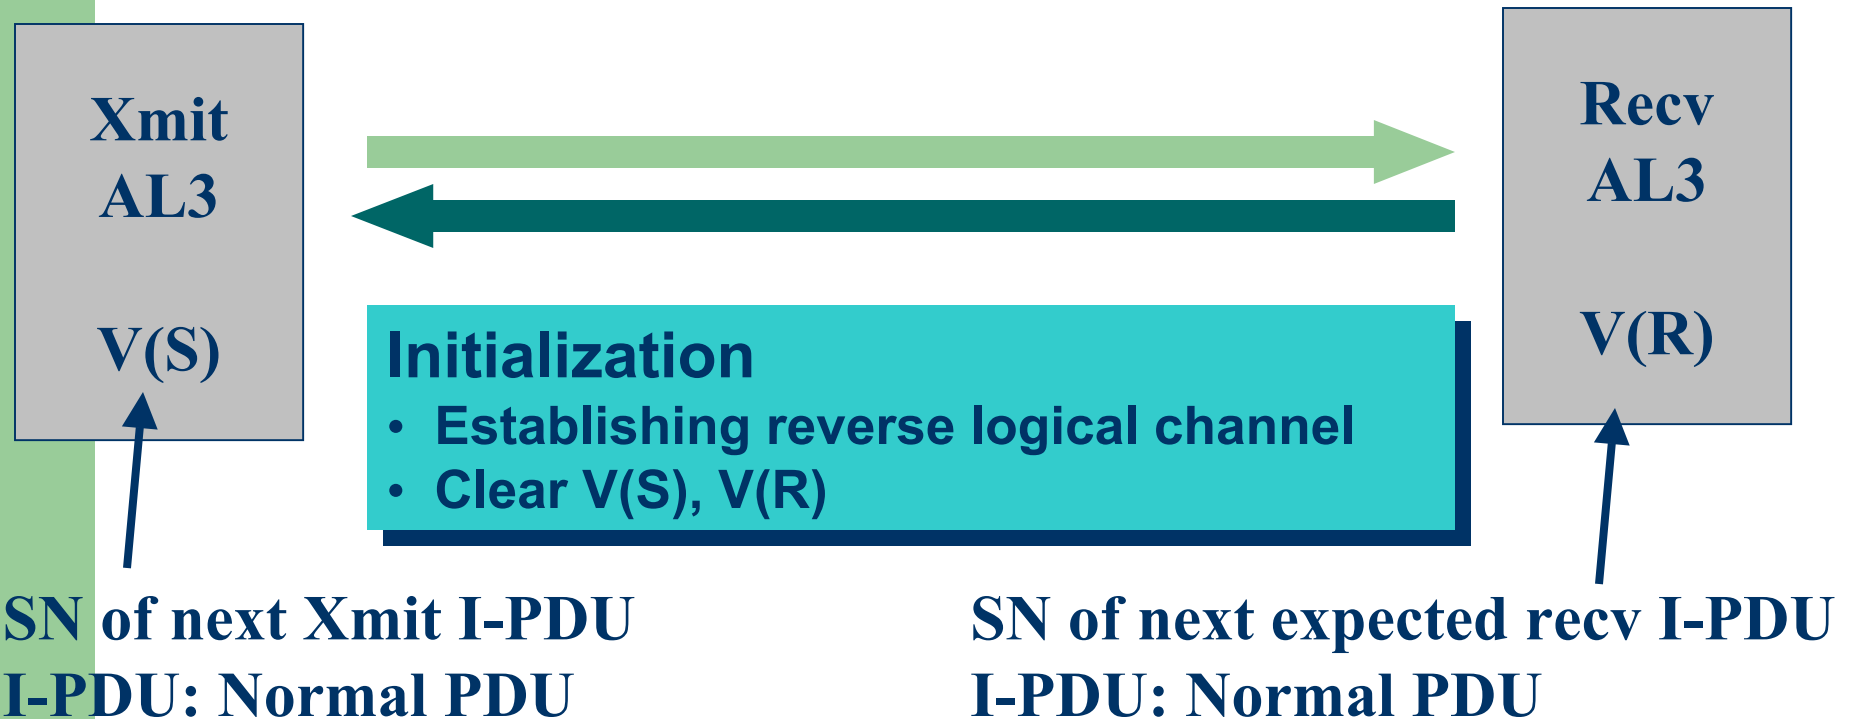 Xmit
AL3
V(S)
Recv
AL3
V(R)
Initialization
• Establishing reverse logical channel
• Clear V(S), V(R)
SN of next Xmit I-PDU
I-PDU: Normal PDU
SN of next expected recv I-PDU
I-PDU: Normal PDU